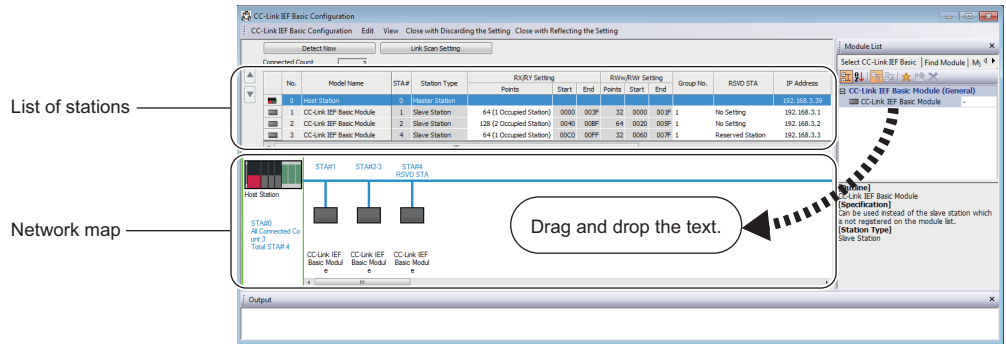 CC-Link IEF Basic Configuration
CC-Link IEF Basic Configuration Edit View Close with Discarding the Setting Close with Reflecting the Setting
Detect Now Link Scan Setting
Connected Count 3
No. Model Name STA# Station Type RX/RY Setting RWw/RWr Setting Group No. RSVD STA IP Address
Points Start End Points Start End
0 Host Station 0 Master Station 192.168.3.39
1 CC-Link IEF Basic Module 1 Slave Station 64 (1 Occupied Station) 0000 003F 32 0000 001F 1 No Setting 192.168.3.1
2 CC-Link IEF Basic Module 2 Slave Station 128 (2 Occupied Station) 0040 00BF 64 0020 005F 1 No Setting 192.168.3.2
3 CC-Link IEF Basic Module 4 Slave Station 64 (1 Occupied Station) 00C0 00FF 32 0060 007F 1 Reserved Station 192.168.3.3
List of stations
Network map
STA#1 STA#2-3 STA#4
RSVD STA
Host Station
STA#0
All Connected Co
unt:3
Total STA#:4
CC-Link IEF
Basic Modul
e
CC-Link IEF
Basic Modul
e
CC-Link IEF
Basic Modul
e
Drag and drop the text.
Module List
Select CC-Link IEF Basic Find Module
CC-Link IEF Basic Module (General)
CC-Link IEF Basic Module -
[Outline]
CC-Link IEF Basic Module
[Specification]
Can be used instead of the slave station which
is not registered on the module list.
[Station Type]
Slave Station
Output